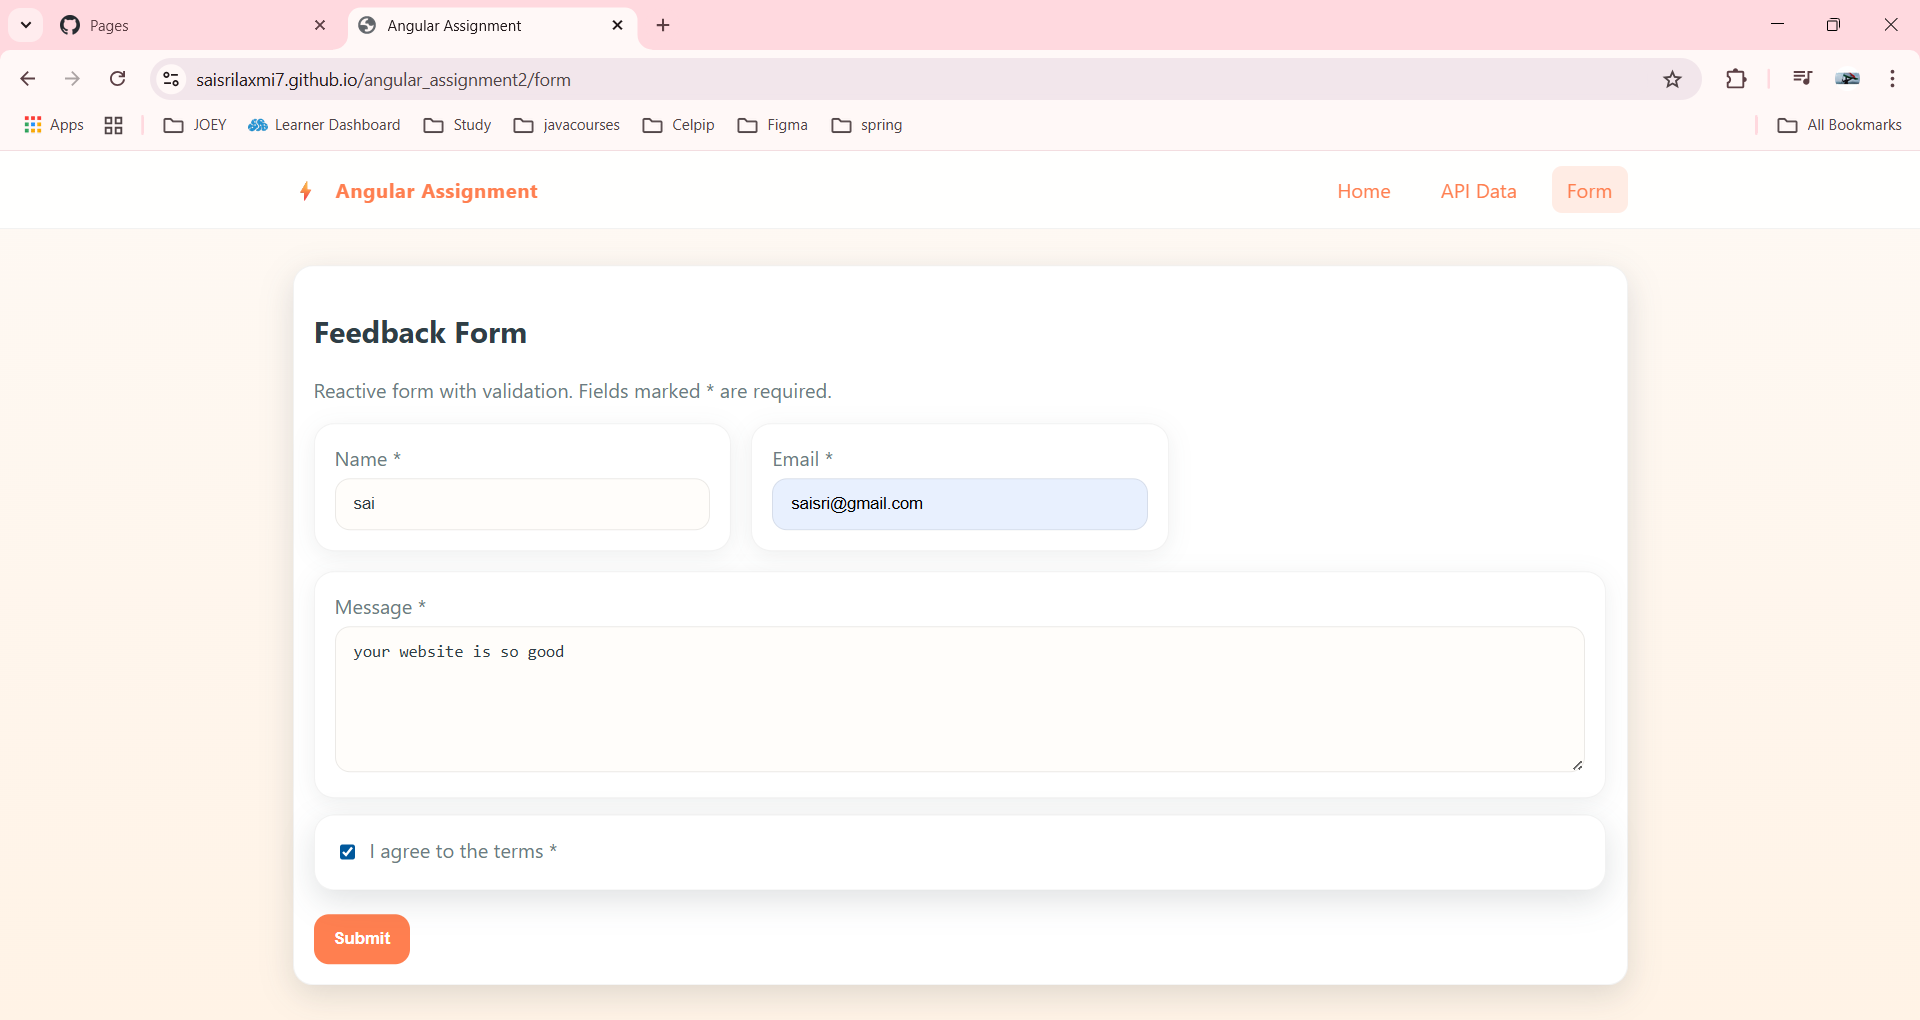 Pages
Angular Assignment
saisrilaxmi7.github.io/angular_assignment2/form
Apps
JOEY
Learner Dashboard
Study
javacourses
Celpip
Figma
spring
All Bookmarks
Angular Assignment
Home
API Data
Form
Feedback Form
Reactive form with validation. Fields marked * are required.
Name *
Email *
sai
saisri@gmail.com
Message *
your website is so good
I agree to the terms *
Submit